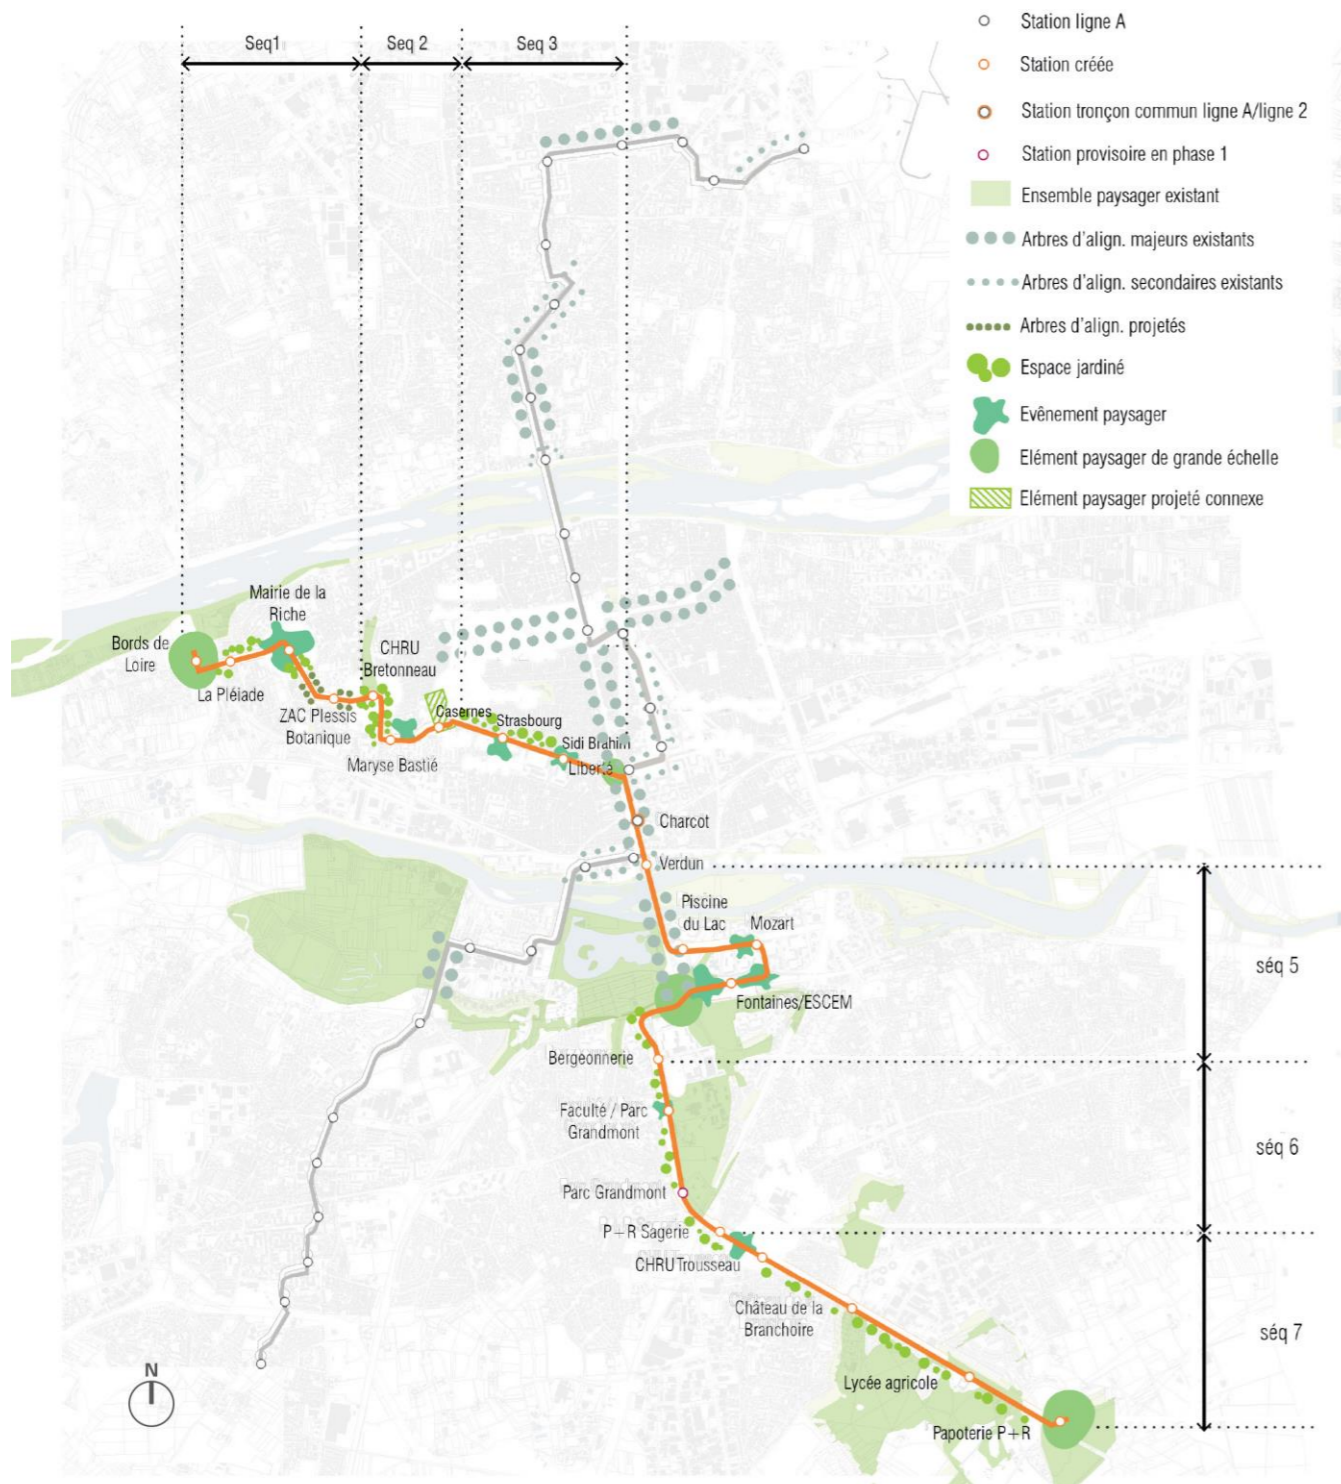 Seq1
Seq 2
Seq 3
Station ligne A
Station créée
Station tronçon commun ligne A/ligne 2
Station provisoire en phase 1
Ensemble paysager existant
Arbres d'align. majeurs existants
Arbres d'align. secondaires existants
Arbres d'align. projetés
Espace jardiné
Evênement paysager
Elément paysager de grande échelle
Elément paysager projeté connexe
Mairie de la
Riche
Bords de
Loire
CHRU
Bretonneau
La Pléiade
ZAC Plessis
Botanique
Casernes
Strasbourg
Maryse Bastié
Sidi Brahim
Liberté
Charcot
Verdun
Piscine
du Lac
Mozart
séq 5
Fontaines/ESCEM
Bergeonnerie
Faculté / Parc
Grandmont
séq 6
Parc Grandmont
P+R Sagerie
CHRU Trousseau
Château de la
Branchoire
séq 7
Lycée agricole
Papoterie P+R
N